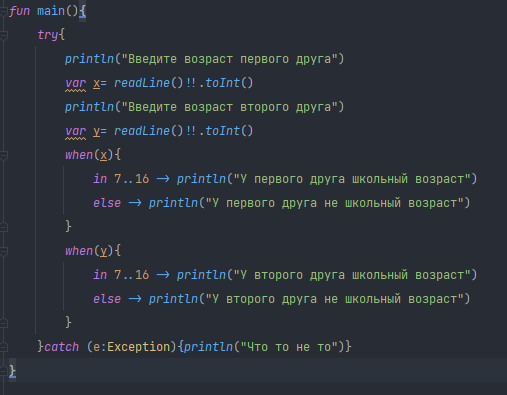 fun main(){
try{
println("Введите возраст первого друга")
var x= readLine()!!.toInt()
println("Введите возраст второго друга")
var y= readLine()!!.toInt()
when(x){
in 7..16 -> println("У первого друга школьный возраст")
else -> println("У первого друга не школьный возраст")
}
when(y){
in 7..16 -> println("У второго друга школьный возраст")
else -> println("У второго друга не школьный возраст")
}
}catch (e:Exception){println("Что то не то")}
}